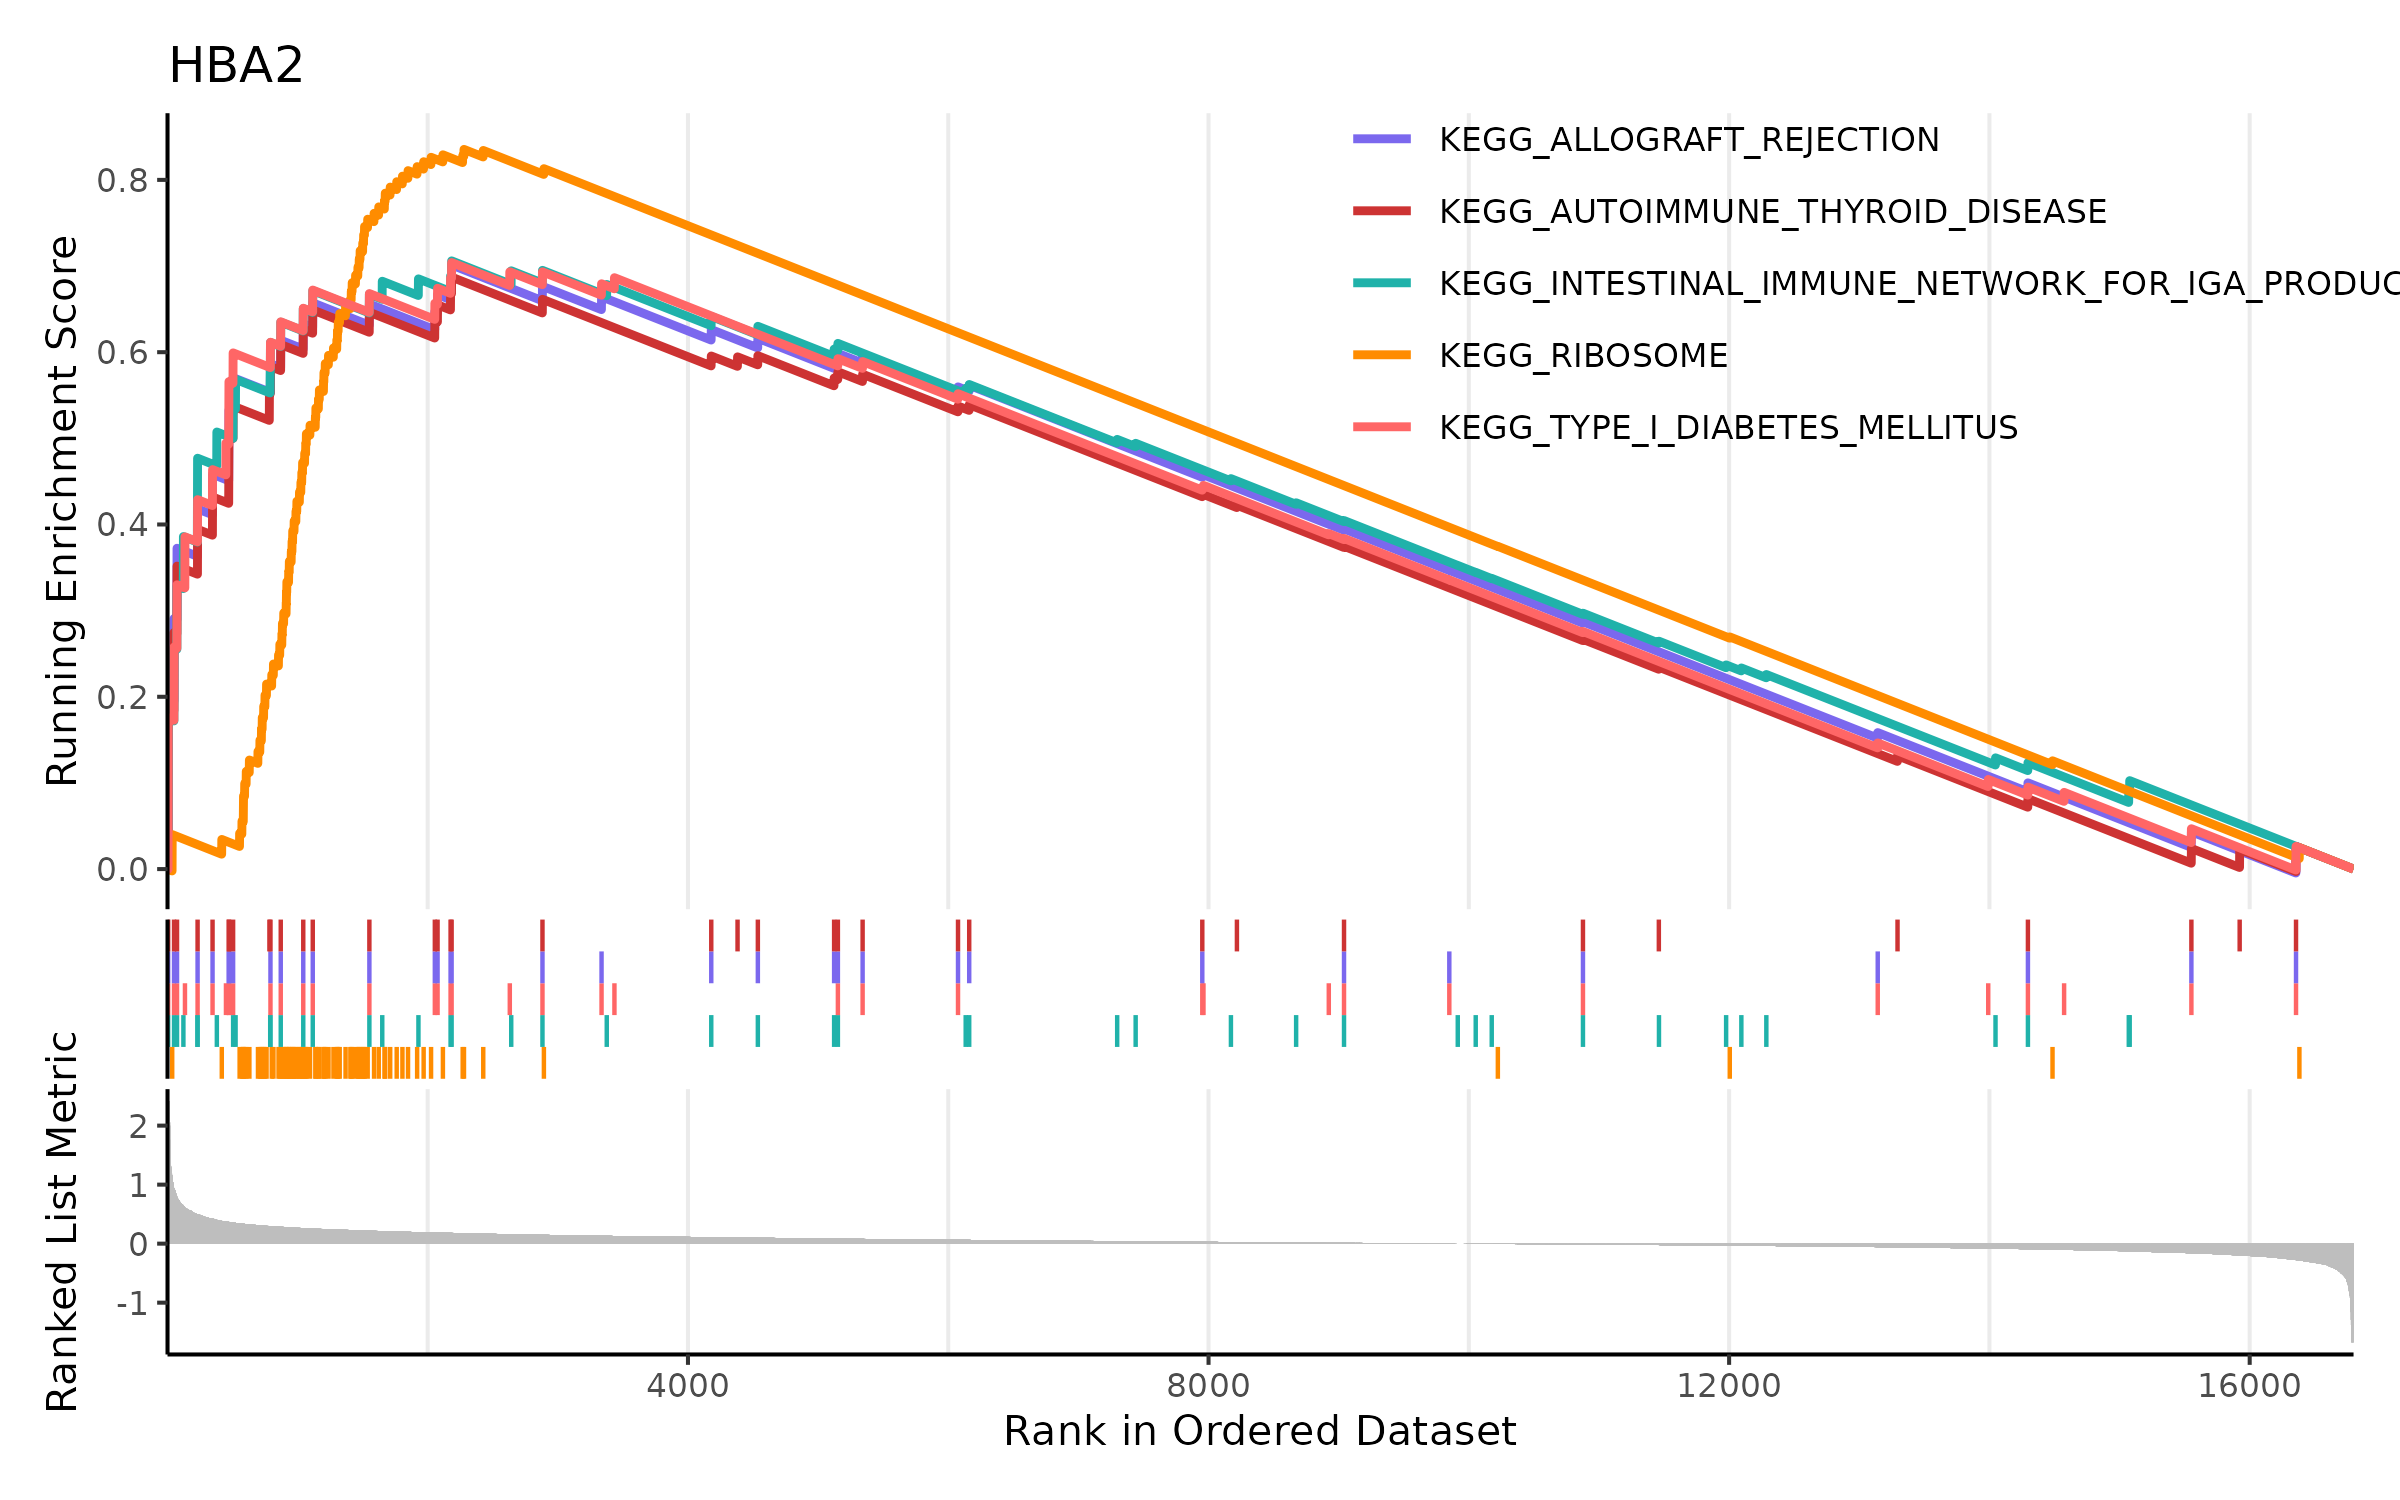 HBA2
Running Enrichment Score
0.8
0.6
0.4
0.2
0.0
KEGG_ALLOGRAFT_REJECTION
KEGG_AUTOIMMUNE_THYROID_DISEASE
KEGG_INTESTINAL_IMMUNE_NETWORK_FOR_IGA_PRODUC
KEGG_RIBOSOME
KEGG_TYPE_I_DIABETES_MELLITUS
Ranked List Metric
2
1
0
-1
4000 8000 12000 16000
Rank in Ordered Dataset